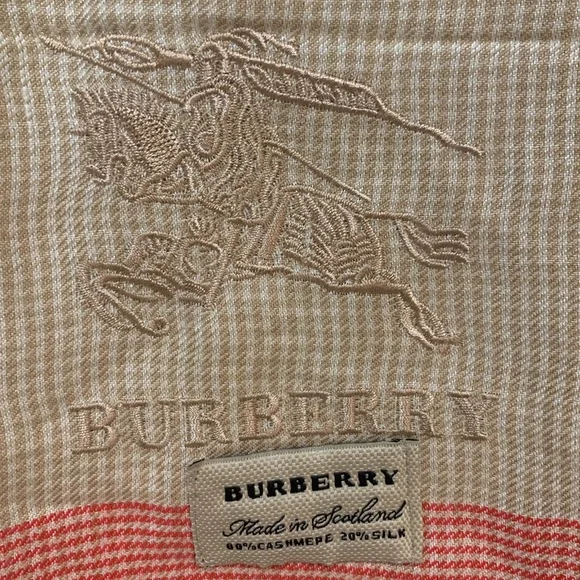 BURBERRY
BURBERRY
Made in Scotland
80%CASHMEPE 20%SILK